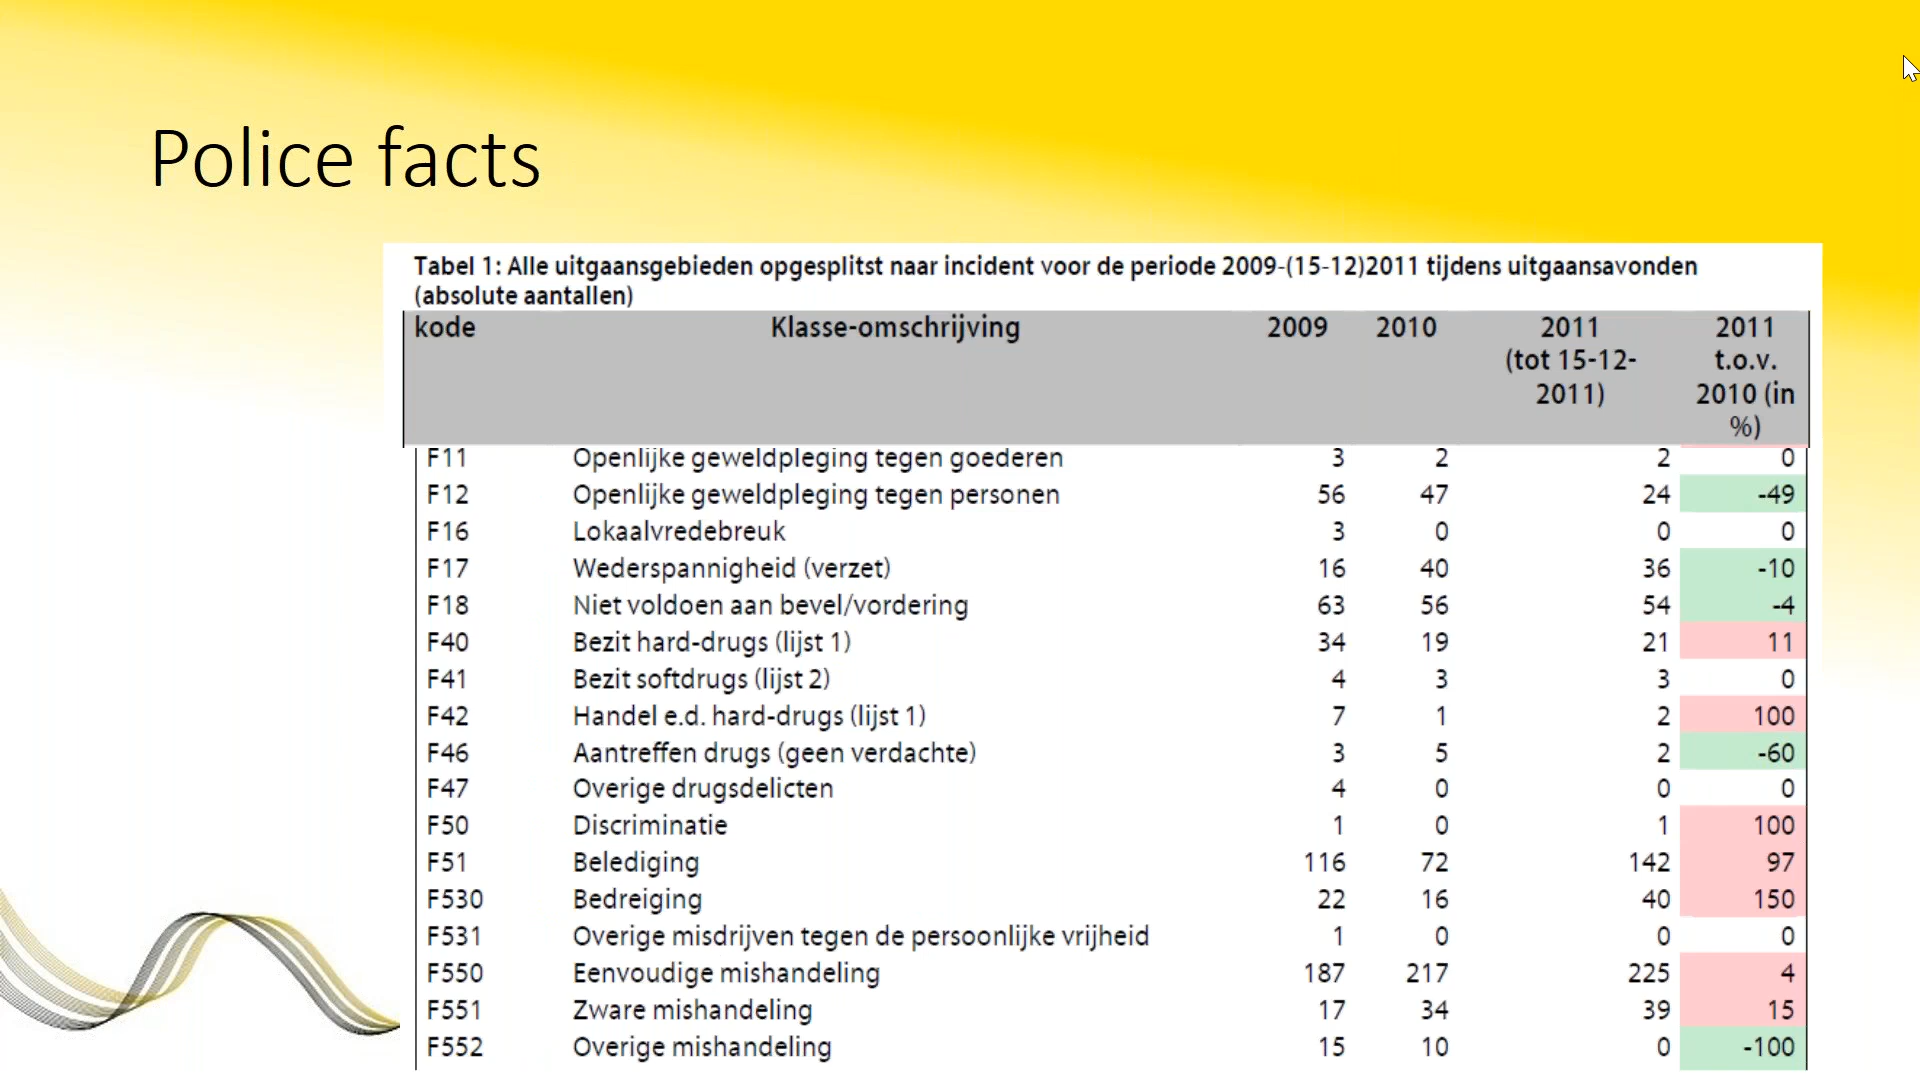 Police facts
Tabel 1: Alle uitgaansgebieden opgesplitst naar incident voor de periode 2009-(15-12)2011 tijdens uitgaansavonden
(absolute aantallen)
kode Klasse-omschrijving 2009 2010 2011 2011
(tot 15-12- t.o.v.
2011) 2010 (in
%)
F11 Openlijke geweldpleging tegen goederen 3 2 2 0
F12 Openlijke geweldpleging tegen personen 56 47 24 -49
F16 Lokaalvredebreuk 3 0 0 0
F17 Wederspannigheid (verzet) 16 40 36 -10
F18 Niet voldoen aan bevel/vordering 63 56 54 -4
F40 Bezit hard-drugs (lijst 1) 34 19 21 11
F41 Bezit softdrugs (lijst 2) 4 3 3 0
F42 Handel e.d. hard-drugs (lijst 1) 7 1 2 100
F46 Aantreffen drugs (geen verdachte) 3 5 2 -60
F47 Overige drugsdelicten 4 0 0 0
F50 Discriminatie 1 0 1 100
F51 Belediging 116 72 142 97
F530 Bedreiging 22 16 40 150
F531 Overige misdrijven tegen de persoonlijke vrijheid 1 0 0 0
F550 Eenvoudige mishandeling 187 217 225 4
F551 Zware mishandeling 17 34 39 15
F552 Overige mishandeling 15 10 0 -100